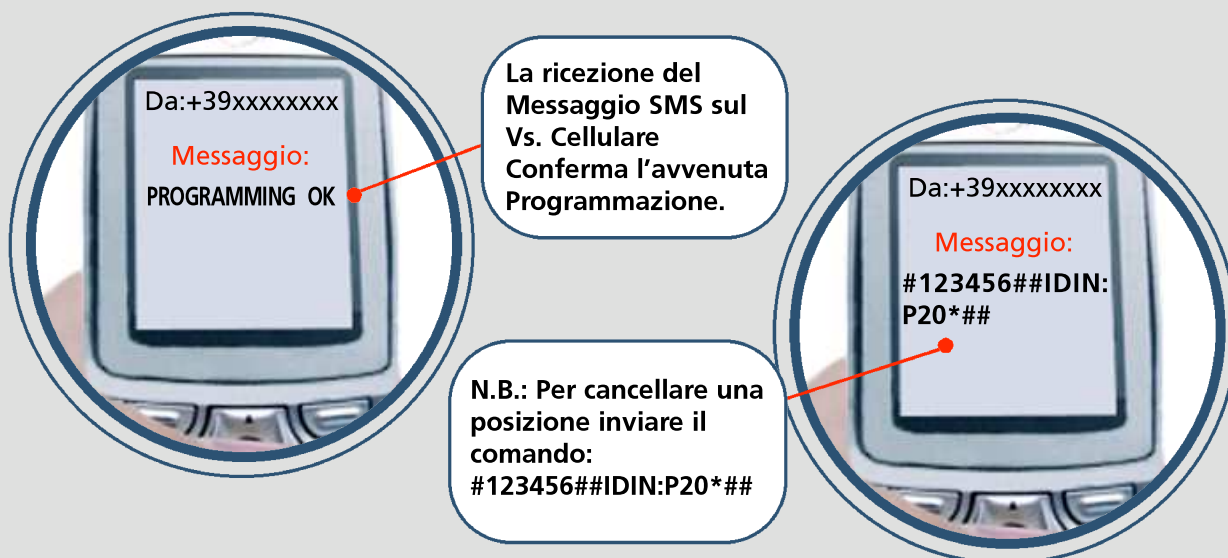 Da:+39xxxxxxxx
Messaggio:
PROGRAMMING OK
La ricezione del
Messaggio SMS sul
Vs. Cellulare
Conferma l'avvenuta
Programmazione.
Da:+39xxxxxxxx
Messaggio:
#123456##IDIN:
P20*##
N.B.: Per cancellare una
posizione inviare il
comando:
#123456##IDIN:P20*##